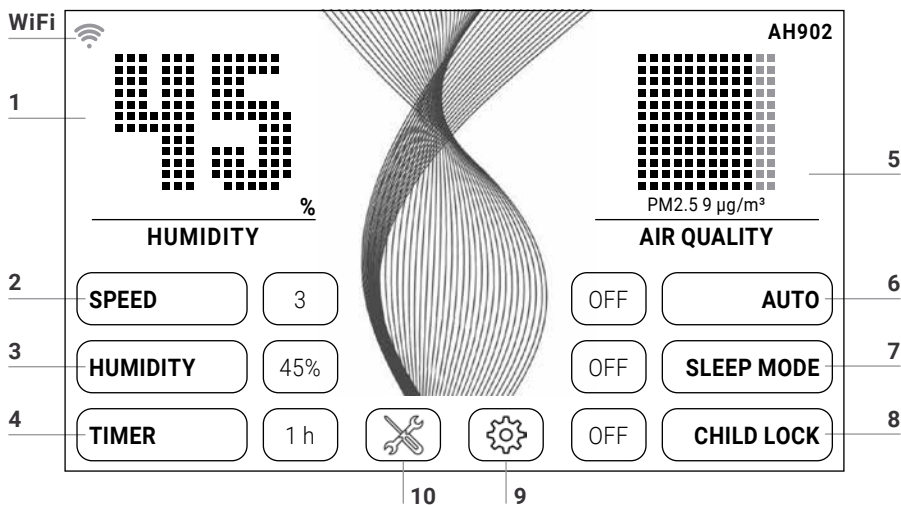 WiFi
AH902
1
45
%
HUMIDITY
5
PM2.5 9 µg/m³
AIR QUALITY
2
SPEED
3
OFF
AUTO
6
3
HUMIDITY
45%
OFF
SLEEP MODE
7
4
TIMER
1 h
OFF
CHILD LOCK
8
10
9